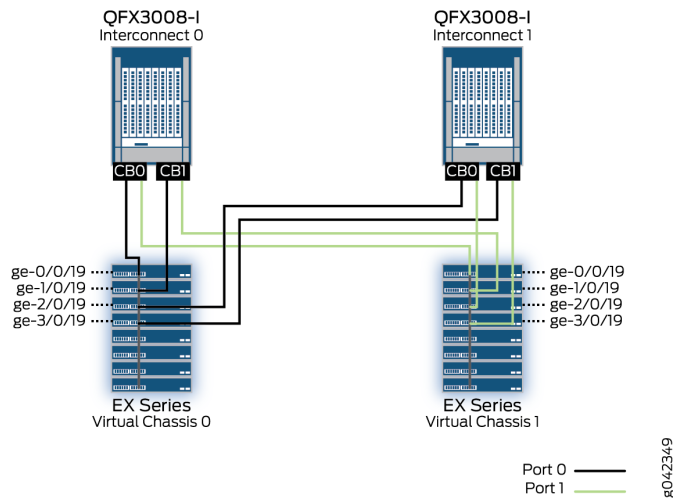 QFX3008-I
Interconnect 0
QFX3008-I
Interconnect 1
CB0
CB1
CB0
CB1
ge-0/0/19
ge-1/0/19
ge-2/0/19
ge-3/0/19
ge-0/0/19
ge-1/0/19
ge-2/0/19
ge-3/0/19
EX Series
Virtual Chassis 0
EX Series
Virtual Chassis 1
Port 0
Port 1
g042349